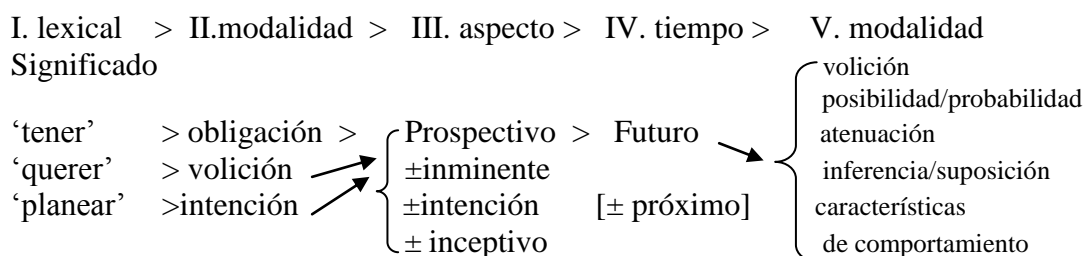 I. lexical > II.modalidad > III. aspecto > IV. tiempo > V. modalidad
Significado
volición
posibilidad/probabilidad
‘tener’ > obligación > Prospectivo > Futuro atenuación
‘querer’ > volición ±inminente inferencia/suposición
‘planear’ >intención ±intención [± próximo] características
± inceptivo de comportamiento